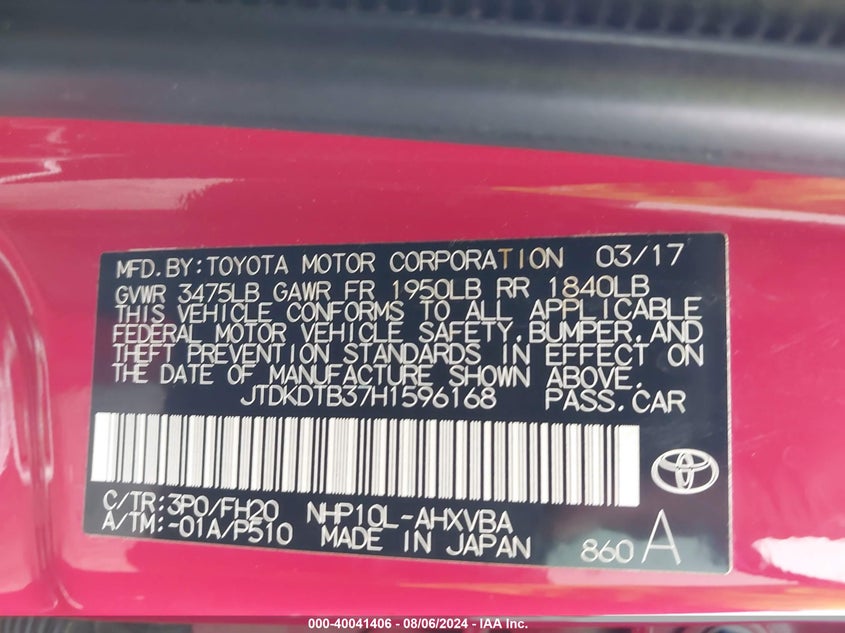 MFD.BY:TOYOTA MOTOR CORPORATION 03/17
GVWR 3475LB GAWR FR 1950LB RR 1840LB
THIS VEHICLE CONFORMS TO ALL APPLICABLE
FEDERAL MOTOR VEHICLE SAFETY,BUMPER,AND
THEFT PREVENTION STANDARDS IN EFFECT ON
THE DATE OF MANUFACTURE SHOWN ABOVE.
JTDKDTB37H1596168 PASS.CAR
C/TR:3P0/FH20 NHP10L-AHXVBA
A/TM:-01A/P510 MADE IN JAPAN 860 A
000-40041406 - 08/06/2024 - IAA Inc.